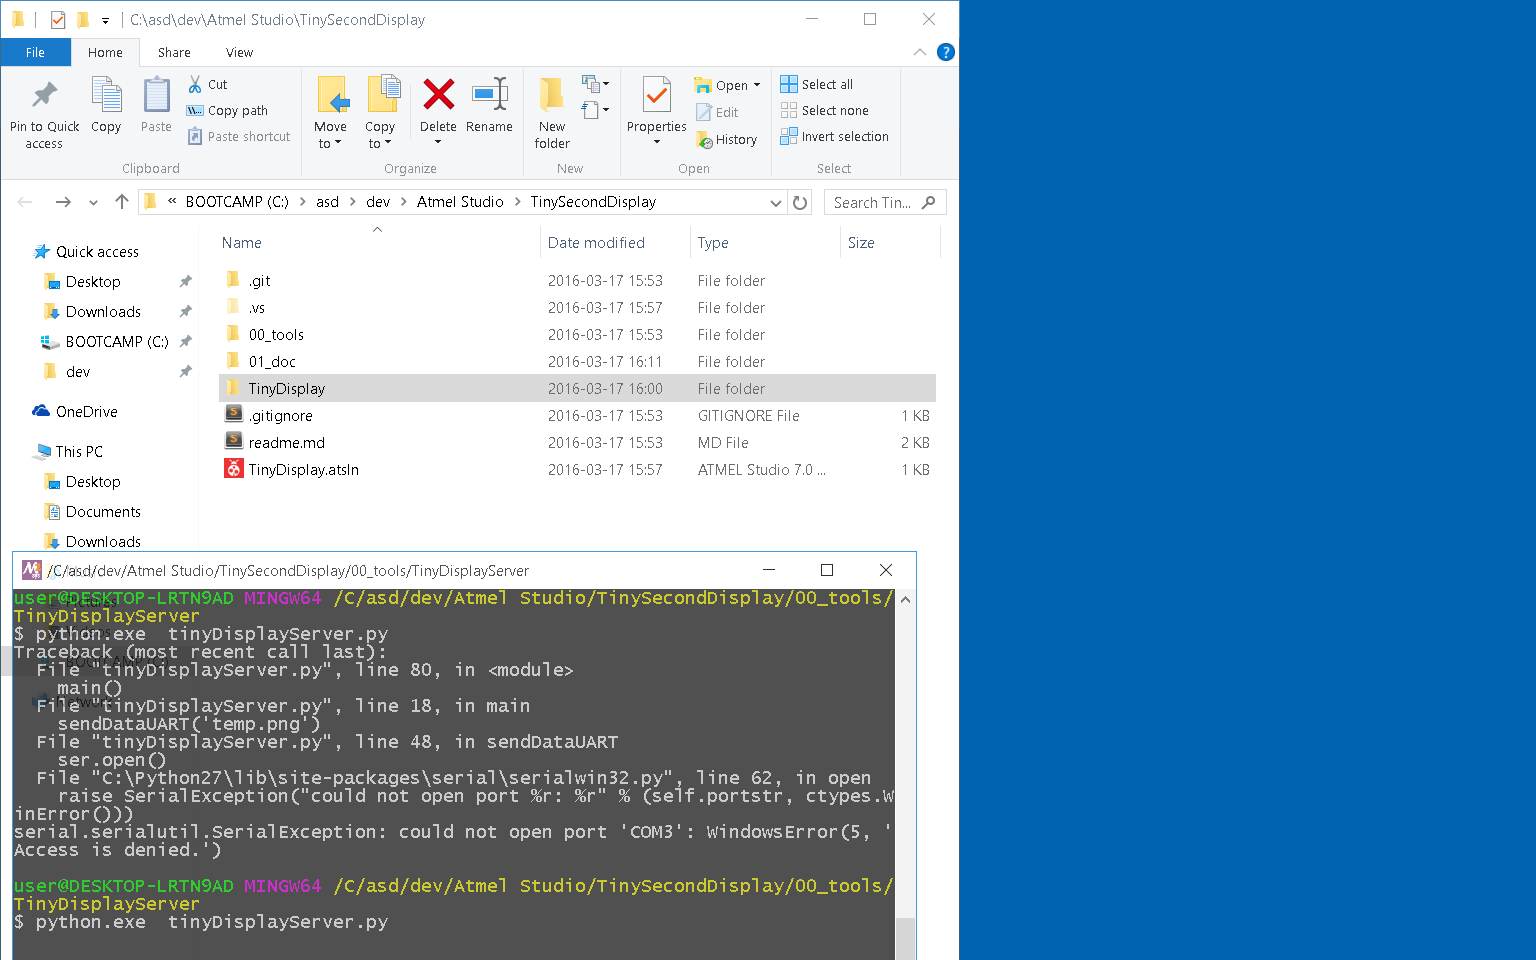 C:\asd\dev\Atmel Studio\TinySecondDisplay
File Home Share View
Pin to Quick access
Copy
Paste
Cut
Copy path
Paste shortcut
Clipboard
Move to
Copy to
Delete
Rename
Organize
New folder
New
Properties
Open
Edit
History
Open
Select all
Select none
Invert selection
Select
« BOOTCAMP (C:) > asd > dev > Atmel Studio > TinySecondDisplay
Search Tin...
Quick access
Desktop
Downloads
BOOTCAMP (C:)
dev
OneDrive
This PC
Desktop
Documents
Downloads
Name Date modified Type Size
.git 2016-03-17 15:53 File folder
.vs 2016-03-17 15:57 File folder
00_tools 2016-03-17 15:53 File folder
01_doc 2016-03-17 16:11 File folder
TinyDisplay 2016-03-17 16:00 File folder
.gitignore 2016-03-17 15:53 GITIGNORE File 1 KB
readme.md 2016-03-17 15:53 MD File 2 KB
TinyDisplay.atsln 2016-03-17 15:57 ATMEL Studio 7.0 ... 1 KB
/C/asd/dev/Atmel Studio/TinySecondDisplay/00_tools/TinyDisplayServer
user@DESKTOP-LRTN9AD MINGW64 /C/asd/dev/Atmel Studio/TinySecondDisplay/00_tools/
TinyDisplayServer
$ python.exe  tinyDisplayServer.py
Traceback (most recent call last):
  File "tinyDisplayServer.py", line 80, in <module>
    main()
  File "tinyDisplayServer.py", line 18, in main
    sendDataUART('temp.png')
  File "tinyDisplayServer.py", line 48, in sendDataUART
    ser.open()
  File "C:\Python27\lib\site-packages\serial\serialwin32.py", line 62, in open
    raise SerialException("could not open port %r: %r" % (self.portstr, ctypes.W
inError()))
serial.serialutil.SerialException: could not open port 'COM3': WindowsError(5, '
Access is denied.')
user@DESKTOP-LRTN9AD MINGW64 /C/asd/dev/Atmel Studio/TinySecondDisplay/00_tools/
TinyDisplayServer
$ python.exe  tinyDisplayServer.py